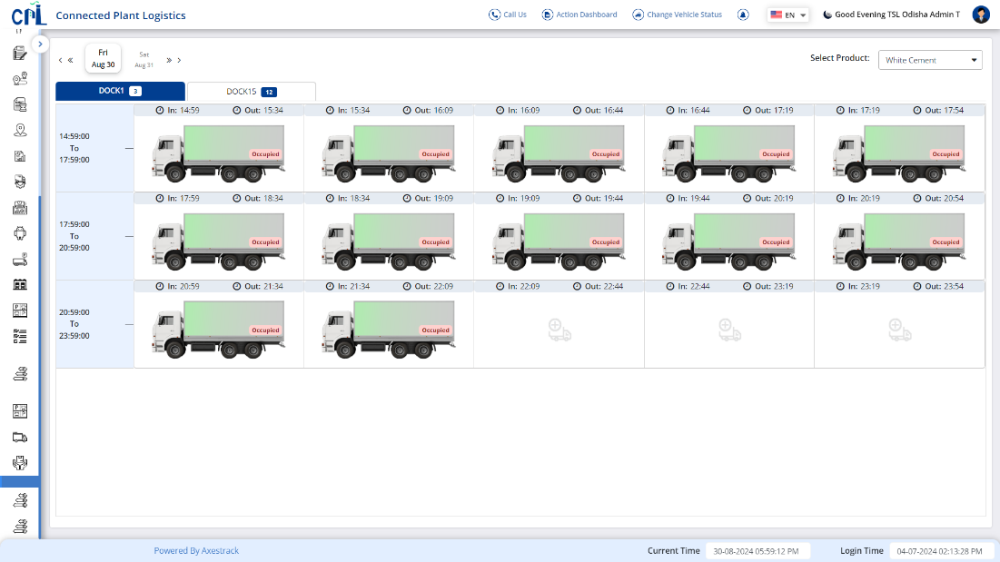 CPL Connected Plant Logistics
Call Us
Action Dashboard
Change Vehicle Status
EN
Good Evening TSL Odisha Admin T
Fri
Aug 30
Sat
Aug 31
Select Product:
White Cement
DOCK1 3
DOCK15 12
14:59:00
To
17:59:00
In: 14:59 Out: 15:34
In: 15:34 Out: 16:09
In: 16:09 Out: 16:44
In: 16:44 Out: 17:19
In: 17:19 Out: 17:54
Occupied
Occupied
Occupied
Occupied
Occupied
17:59:00
To
20:59:00
In: 17:59 Out: 18:34
In: 18:34 Out: 19:09
In: 19:09 Out: 19:44
In: 19:44 Out: 20:19
In: 20:19 Out: 20:54
Occupied
Occupied
Occupied
Occupied
Occupied
20:59:00
To
23:59:00
In: 20:59 Out: 21:34
In: 21:34 Out: 22:09
In: 22:09 Out: 22:44
In: 22:44 Out: 23:19
In: 23:19 Out: 23:54
Occupied
Occupied
Powered By Axestrack
Current Time 30-08-2024 05:59:12 PM
Login Time 04-07-2024 02:13:28 PM